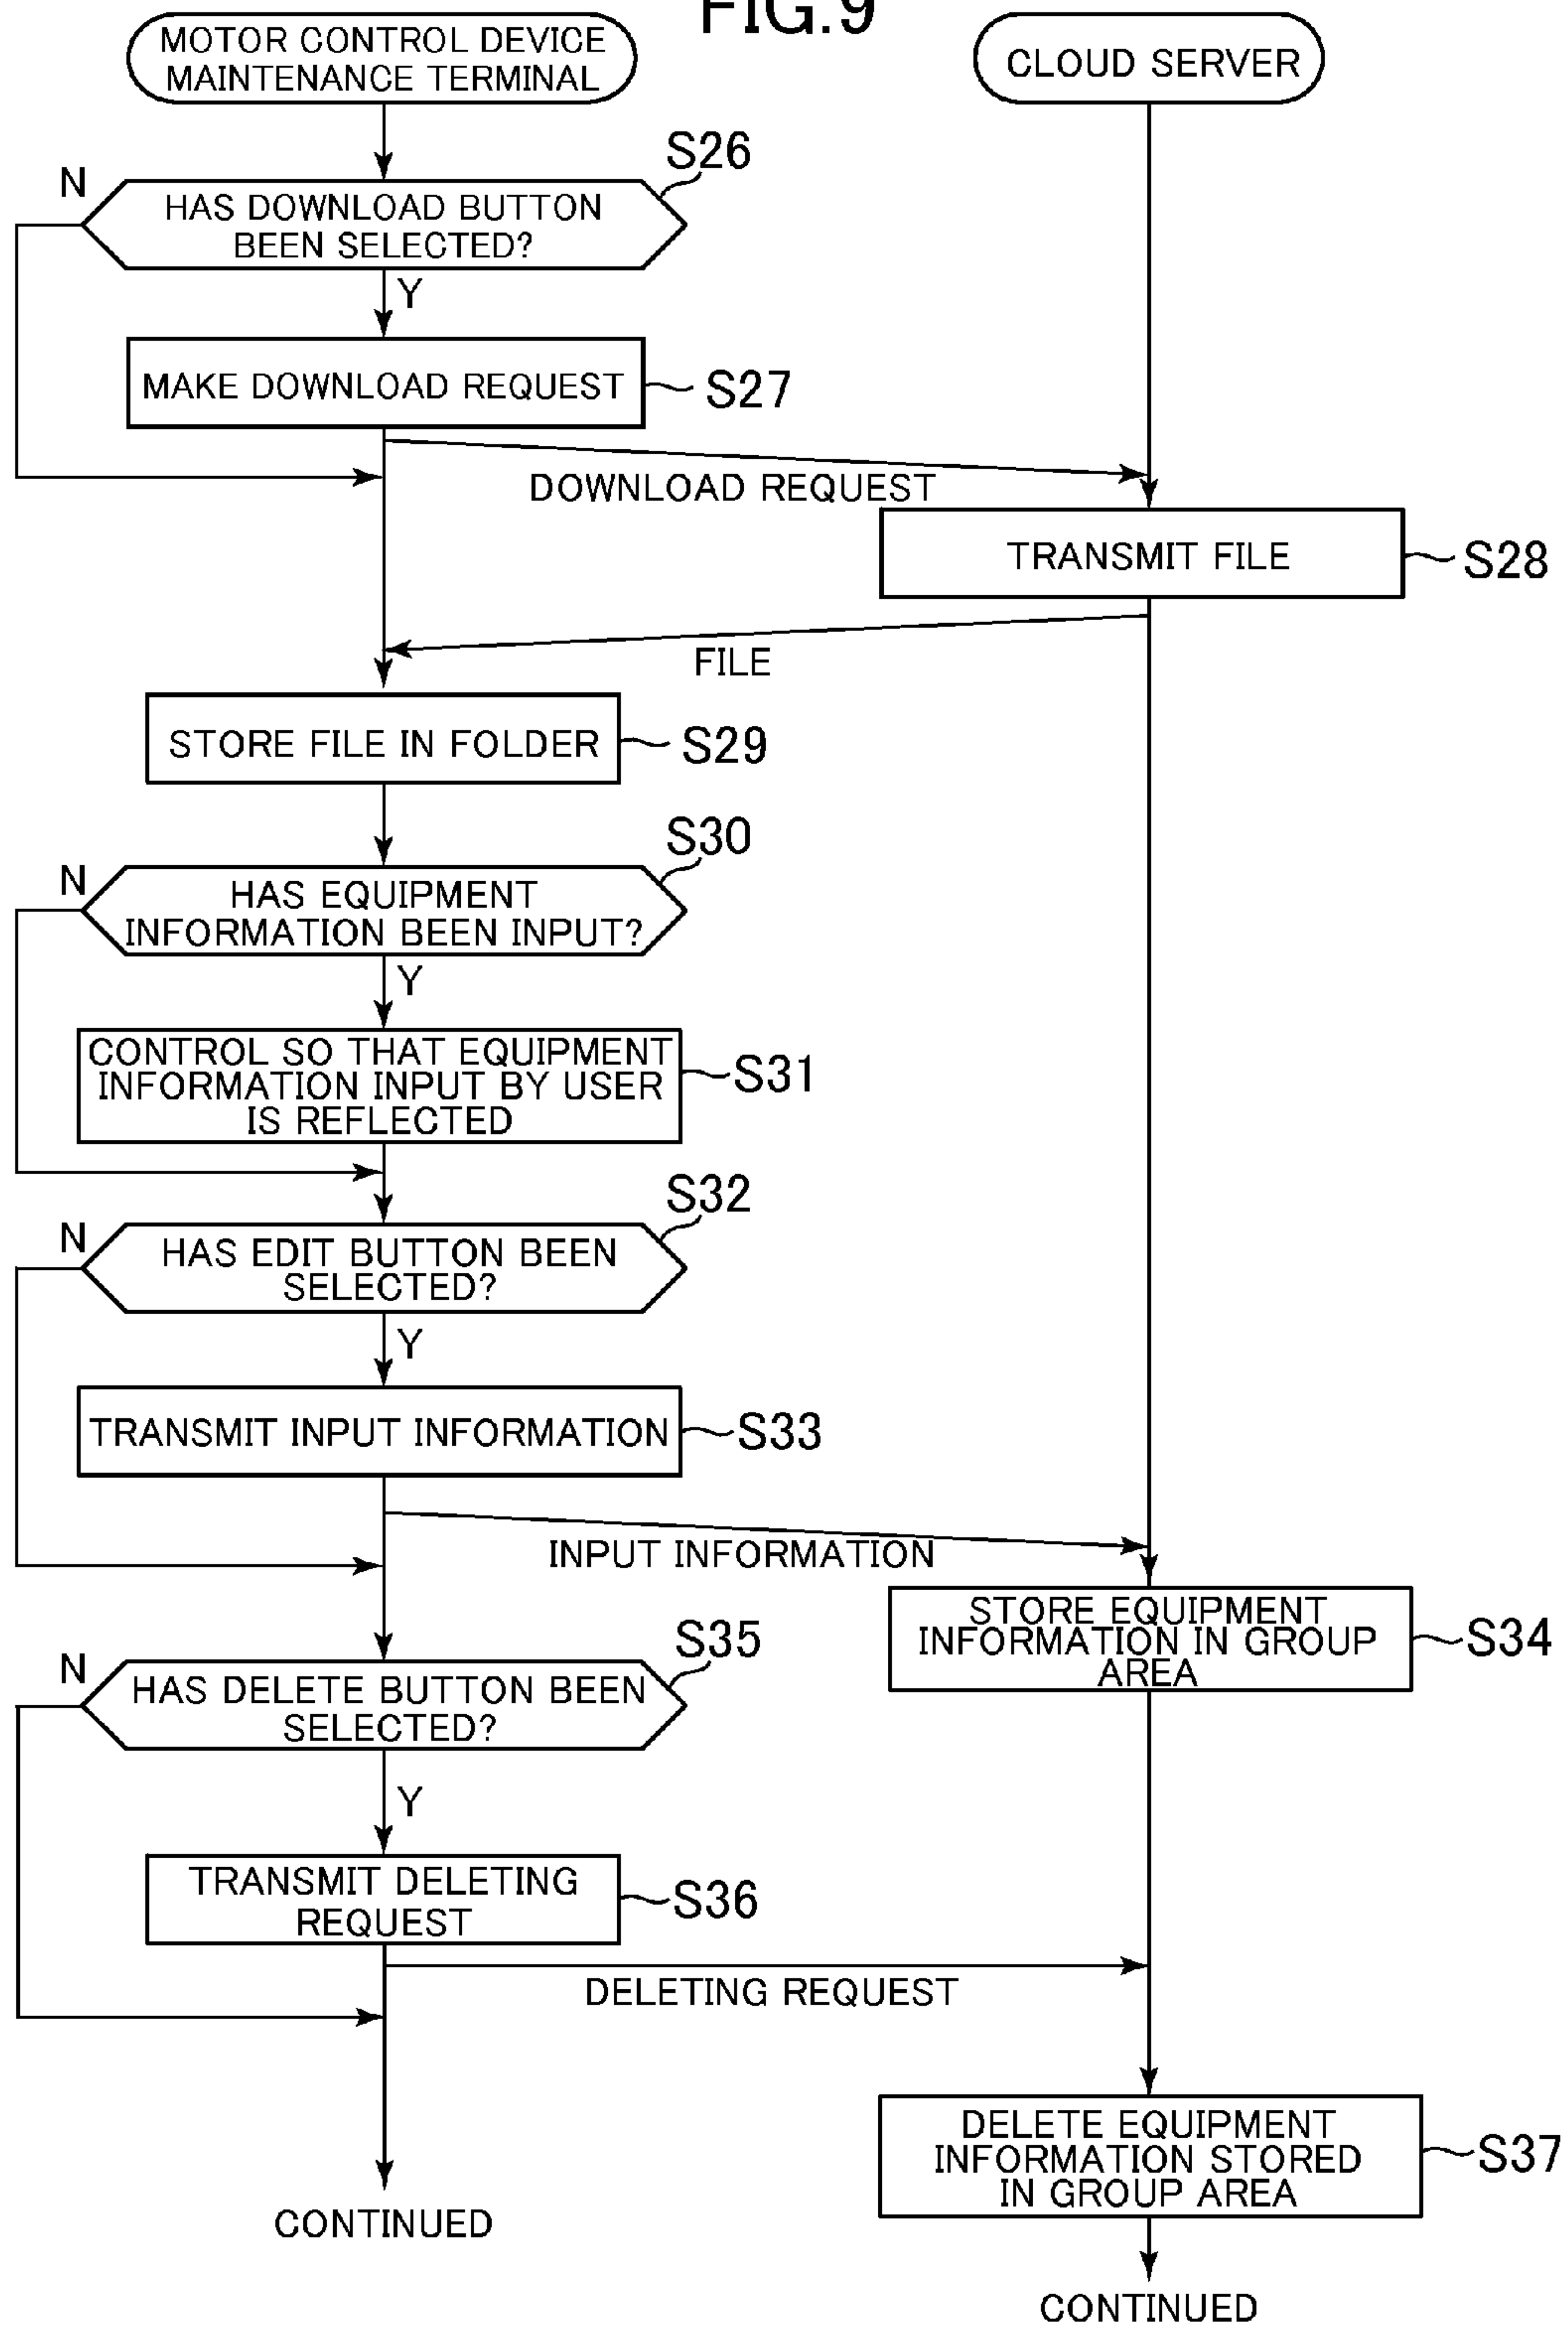 FIG.9
MOTOR CONTROL DEVICE
MAINTENANCE TERMINAL
CLOUD SERVER
S26
N
HAS DOWNLOAD BUTTON
BEEN SELECTED?
Y
MAKE DOWNLOAD REQUEST
S27
DOWNLOAD REQUEST
TRANSMIT FILE
S28
FILE
STORE FILE IN FOLDER
S29
S30
N
HAS EQUIPMENT
INFORMATION BEEN INPUT?
Y
CONTROL SO THAT EQUIPMENT
INFORMATION INPUT BY USER
IS REFLECTED
S31
S32
N
HAS EDIT BUTTON BEEN
SELECTED?
Y
TRANSMIT INPUT INFORMATION
S33
INPUT INFORMATION
STORE EQUIPMENT
INFORMATION IN GROUP
AREA
S34
S35
N
HAS DELETE BUTTON BEEN
SELECTED?
Y
TRANSMIT DELETING
REQUEST
S36
DELETING REQUEST
DELETE EQUIPMENT
INFORMATION STORED
IN GROUP AREA
S37
CONTINUED
CONTINUED